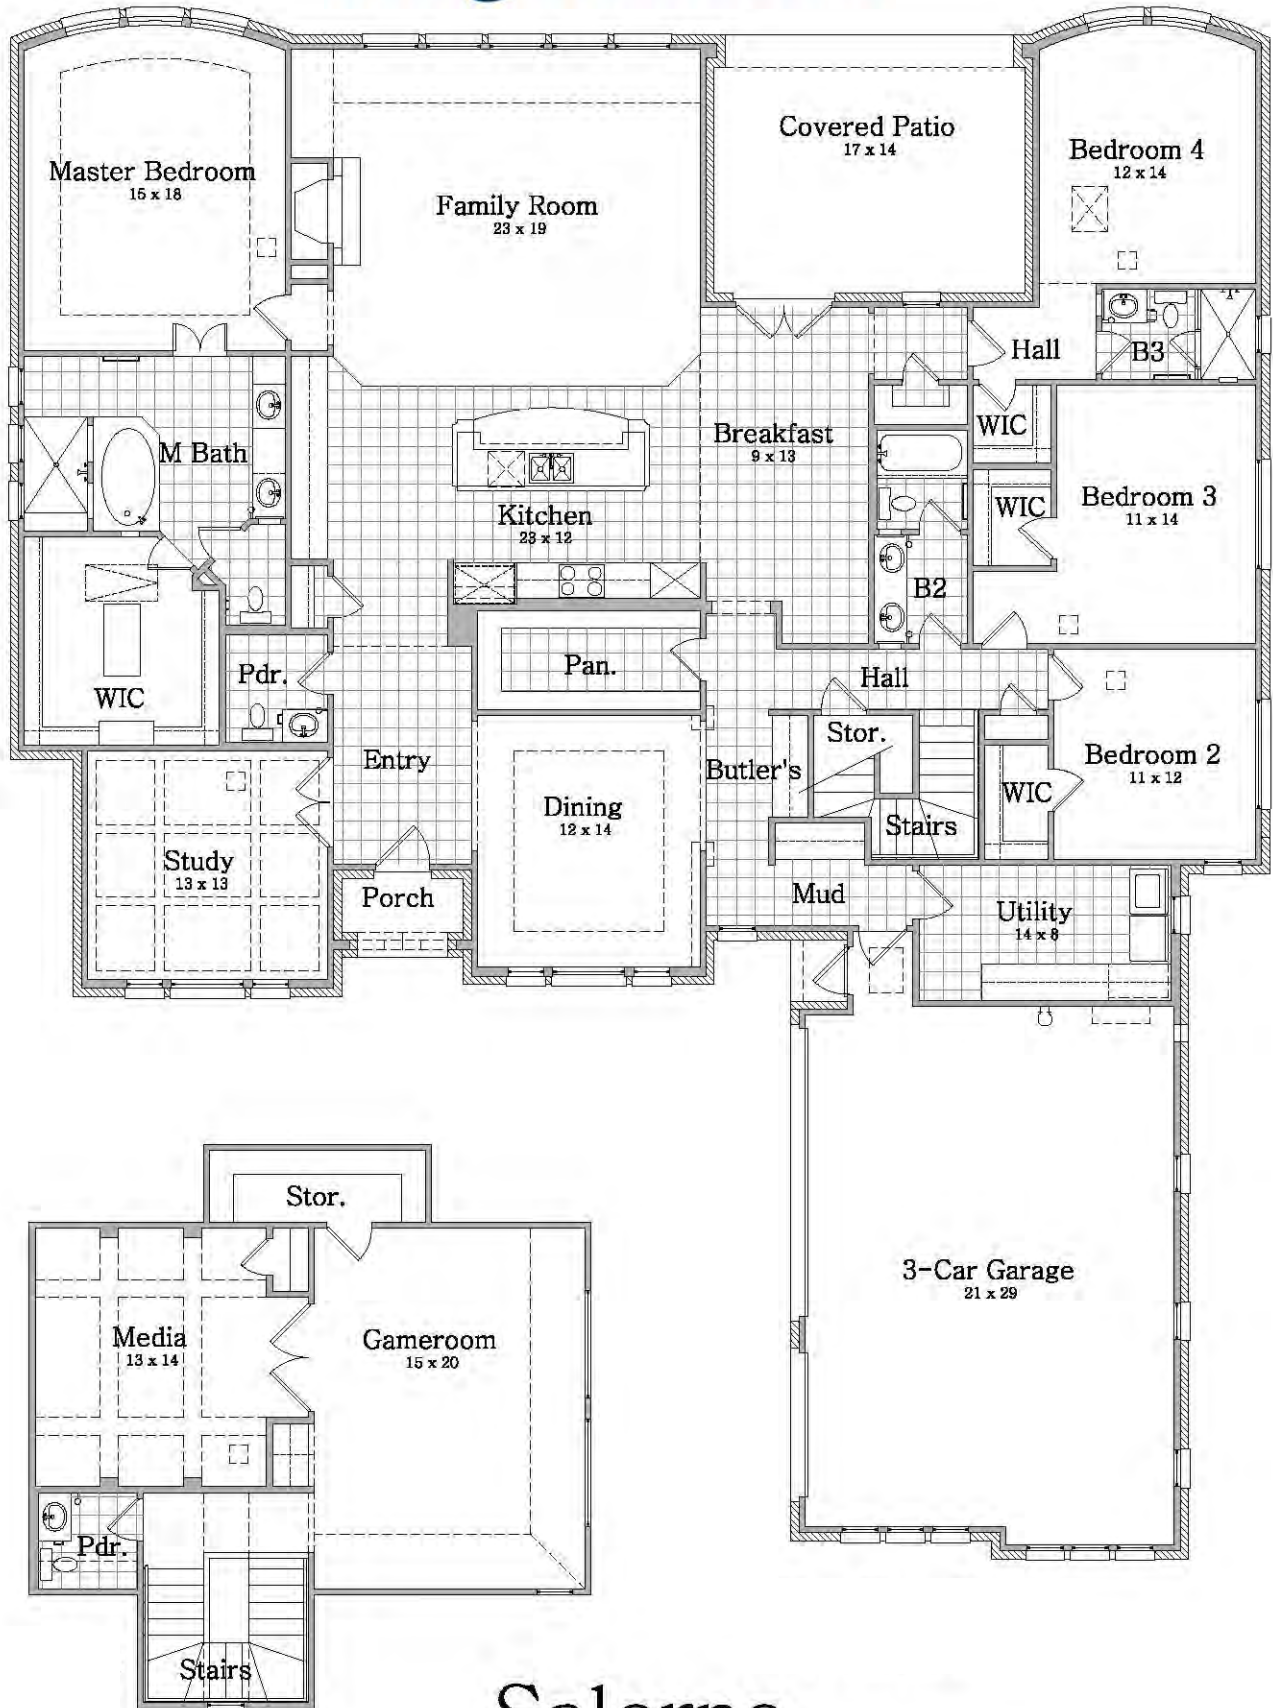 Master Bedroom
15 x 18
Family Room
23 x 19
Covered Patio
17 x 14
Bedroom 4
12 x 14
Hall
B3
M Bath
Breakfast
9 x 13
WIC
Kitchen
23 x 12
WIC
Bedroom 3
11 x 14
B2
WIC
Pdr.
Pan.
Hall
Entry
Dining
12 x 14
Butler's
Stor.
Stairs
WIC
Bedroom 2
11 x 12
Study
13 x 13
Porch
Mud
Utility
14 x 8
3-Car Garage
21 x 29
Stor.
Media
13 x 14
Gameroom
15 x 20
Pdr.
Stairs
Salerno